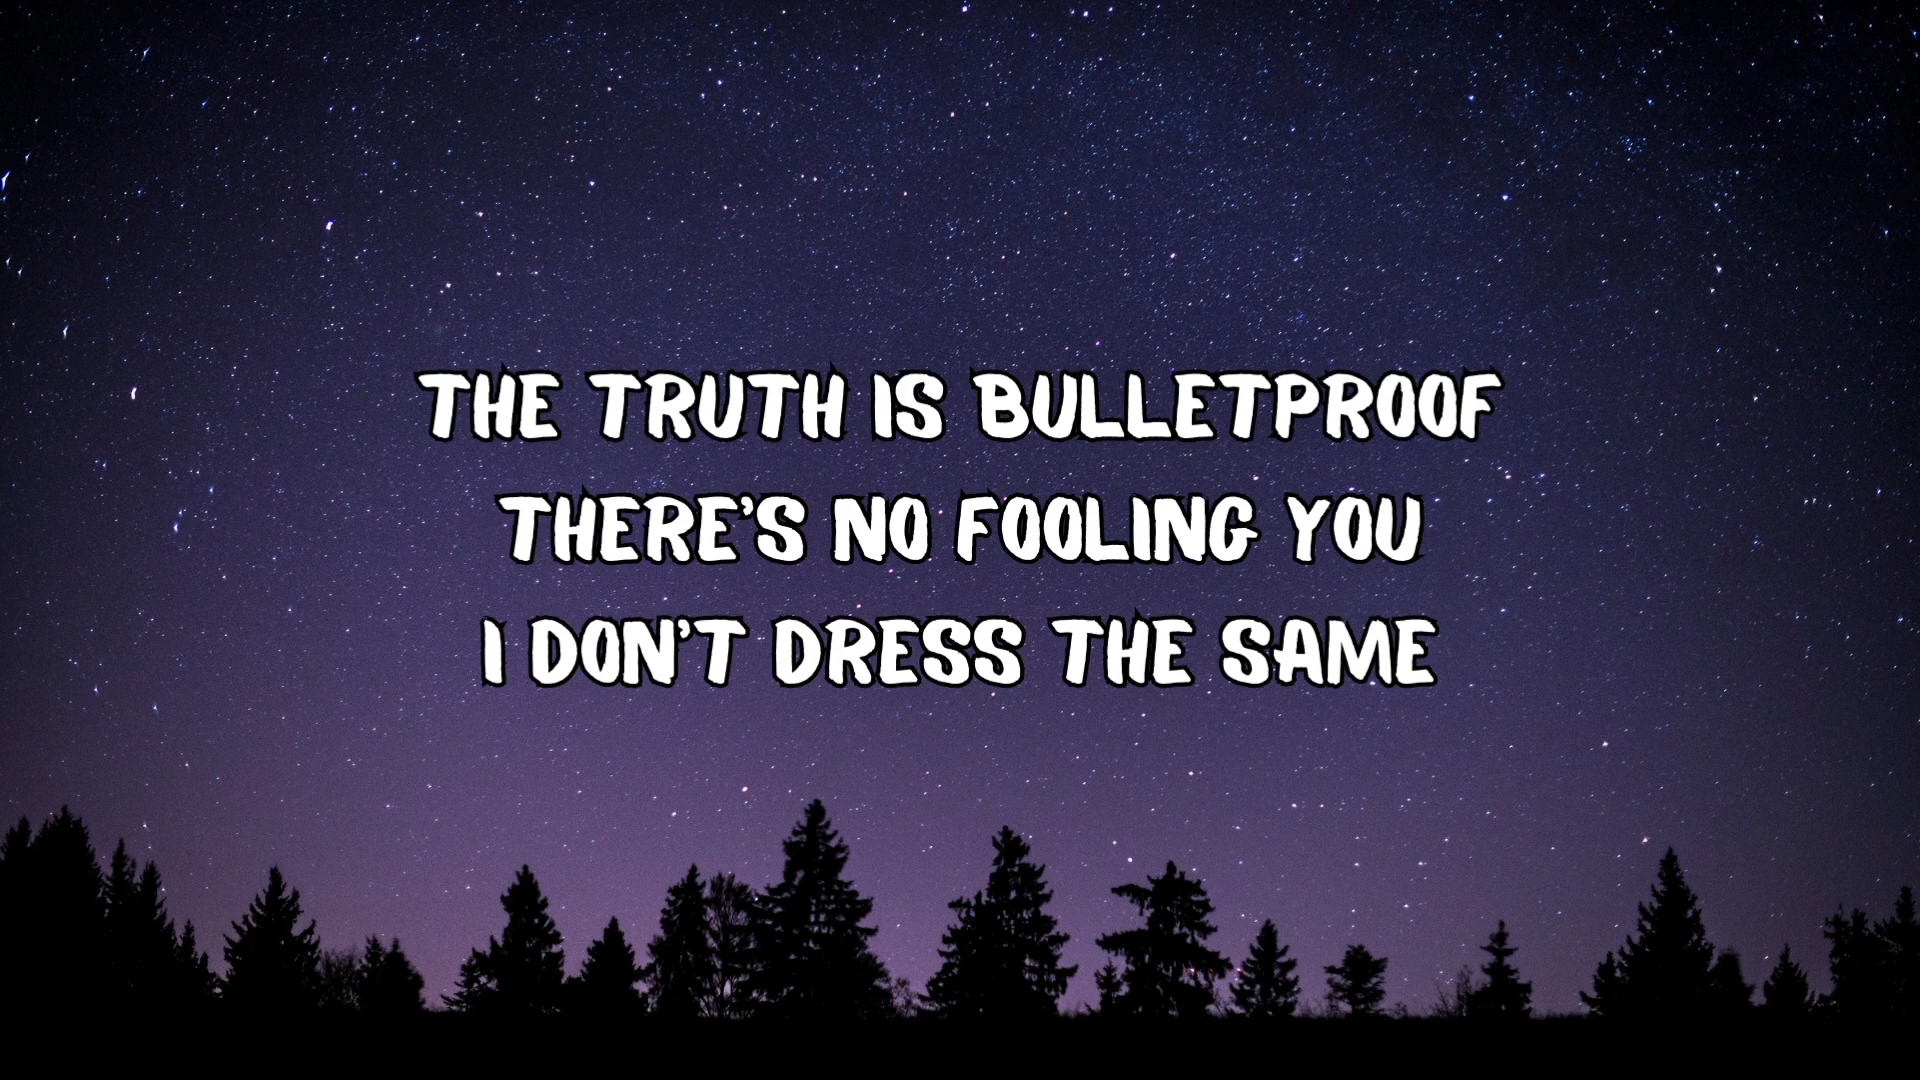 THE TRUTH IS BULLETPROOF
THERE'S NO FOOLING YOU
I DON'T DRESS THE SAME